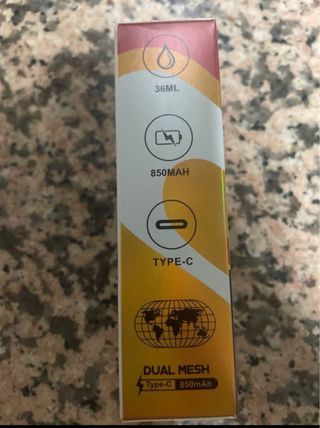 36ML
850MAH
TYPE-C
DUAL MESH
Type-C 850mAh